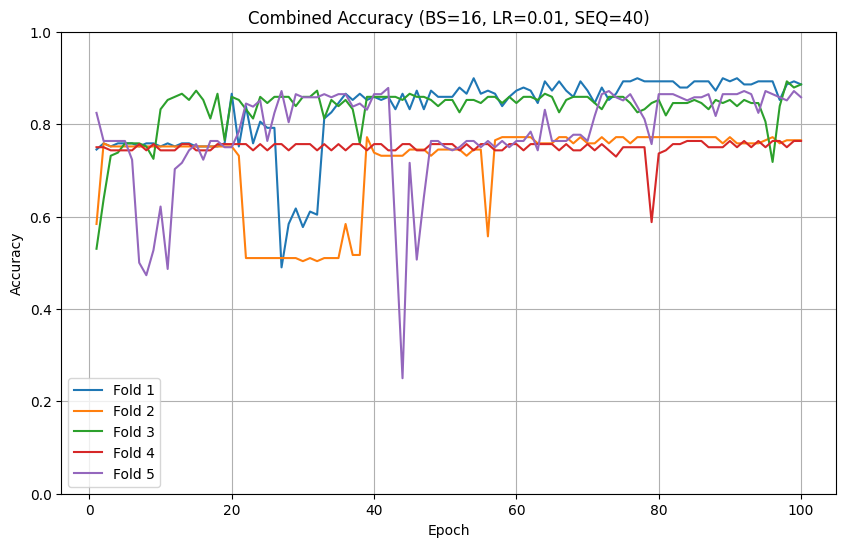 Combined Accuracy (BS=16, LR=0.01, SEQ=40)
1.0
0.8
0.6
0.4
0.2
0.0
Accuracy
Fold 1
Fold 2
Fold 3
Fold 4
Fold 5
0 20 40 60 80 100
Epoch